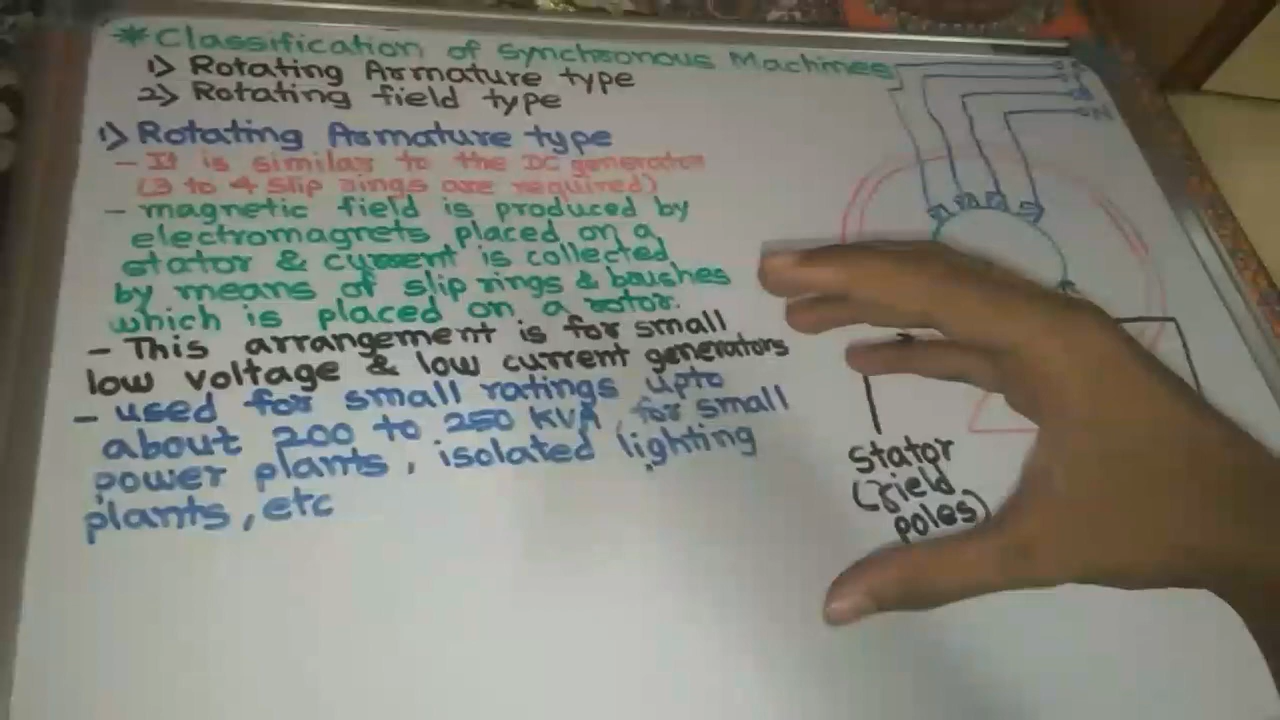 * Classification of Synchronous Machines
1) Rotating Armature type
2) Rotating field type
1) Rotating Armature type
- It is similar to the DC generator
(3 to 4 slip rings are required)
- magnetic field is produced by
electromagnets placed on a
stator & current is collected
by means of slip rings & brushes
which is placed on a rotor.
- This arrangement is for small
low voltage & low current generators
- used for small ratings upto
about 200 to 250 KVA, for small
power plants, isolated lighting
plants, etc
N
stator
(field
poles)